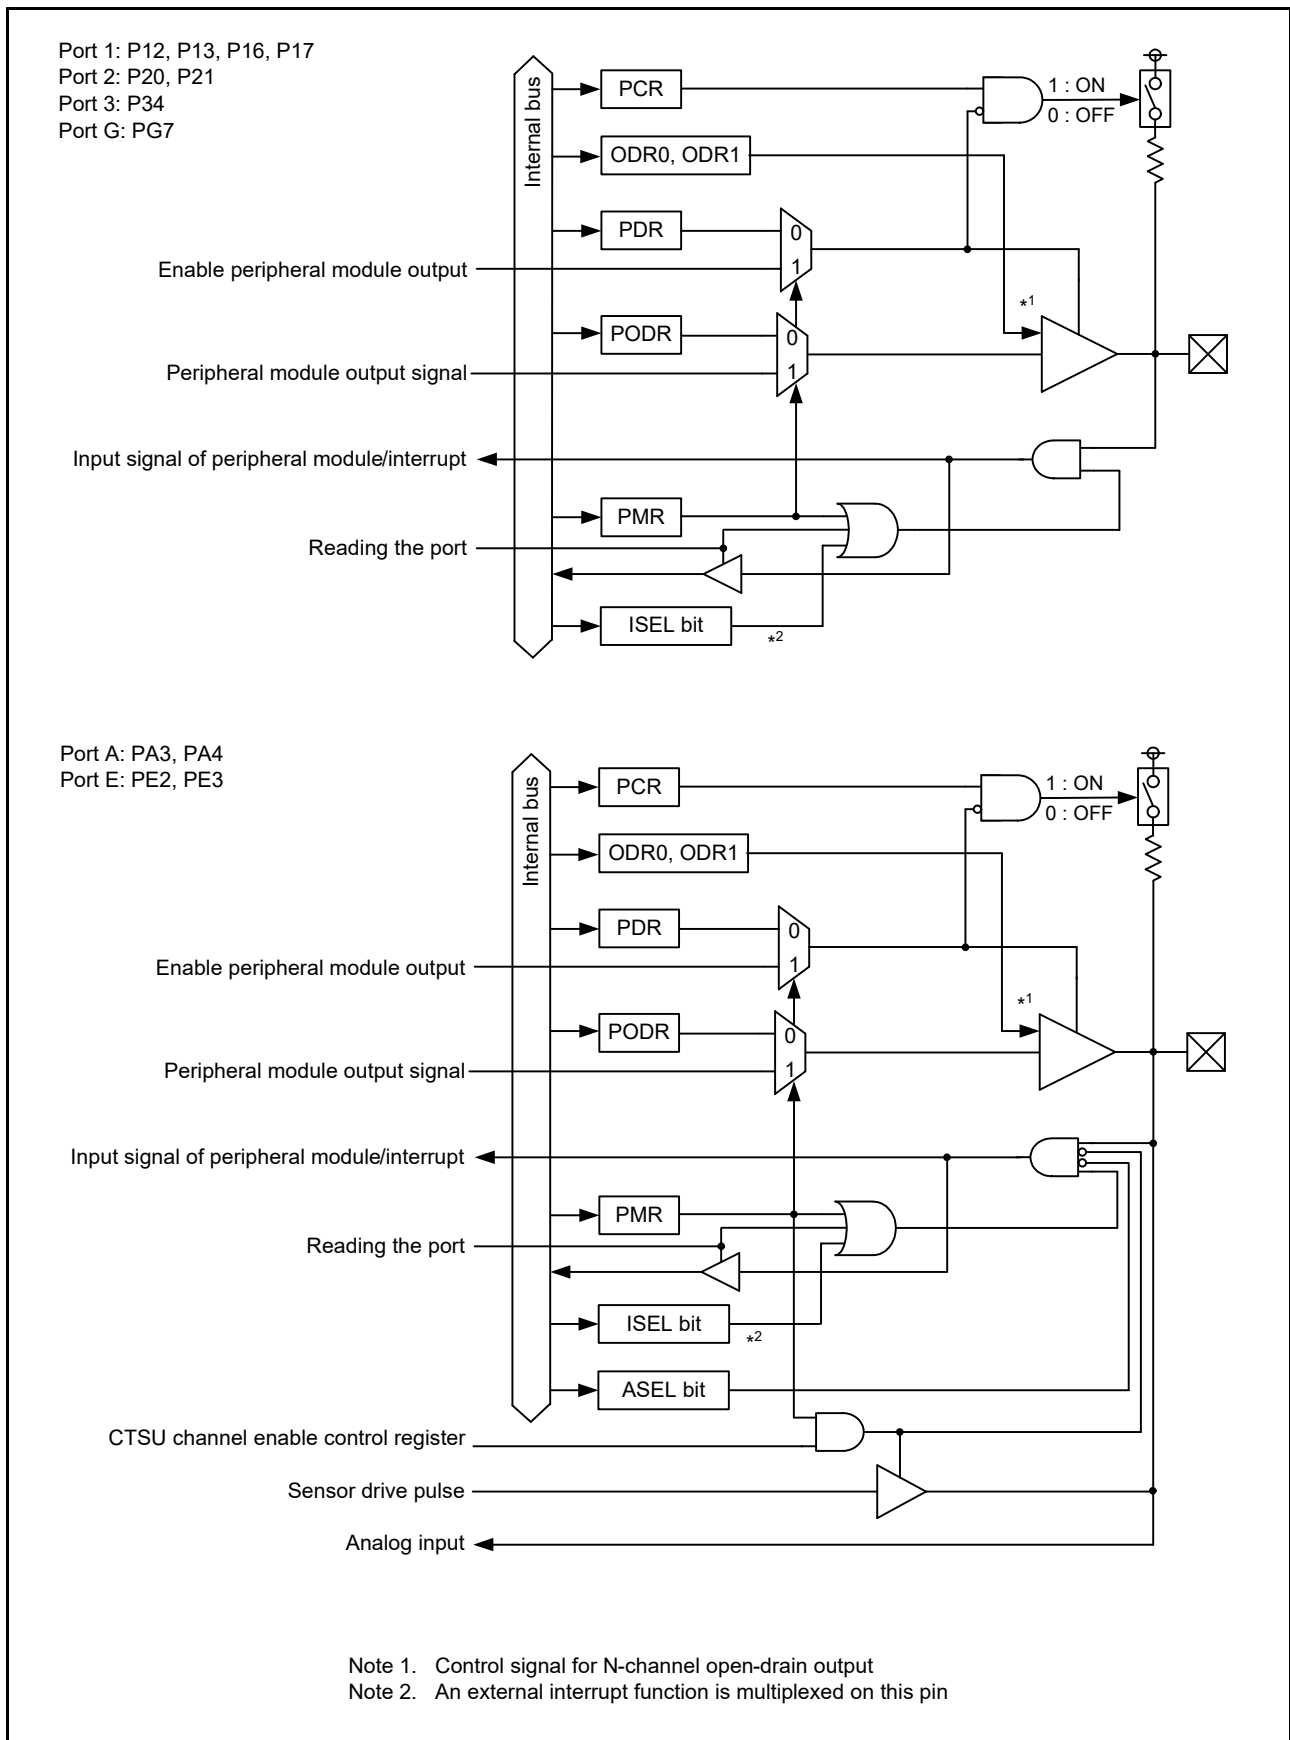 Port 1: P12, P13, P16, P17
Port 2: P20, P21
Port 3: P34
Port G: PG7
Internal bus
PCR
1 : ON
0 : OFF
ODR0, ODR1
PDR
0
Enable peripheral module output
1
*1
PODR
0
Peripheral module output signal
1
Input signal of peripheral module/interrupt
PMR
Reading the port
ISEL bit
*2
Port A: PA3, PA4
Port E: PE2, PE3
Internal bus
PCR
1 : ON
0 : OFF
ODR0, ODR1
PDR
0
Enable peripheral module output
1
*1
PODR
0
Peripheral module output signal
1
Input signal of peripheral module/interrupt
PMR
Reading the port
ISEL bit
*2
ASEL bit
CTSU channel enable control register
Sensor drive pulse
Analog input
Note 1. Control signal for N-channel open-drain output
Note 2. An external interrupt function is multiplexed on this pin